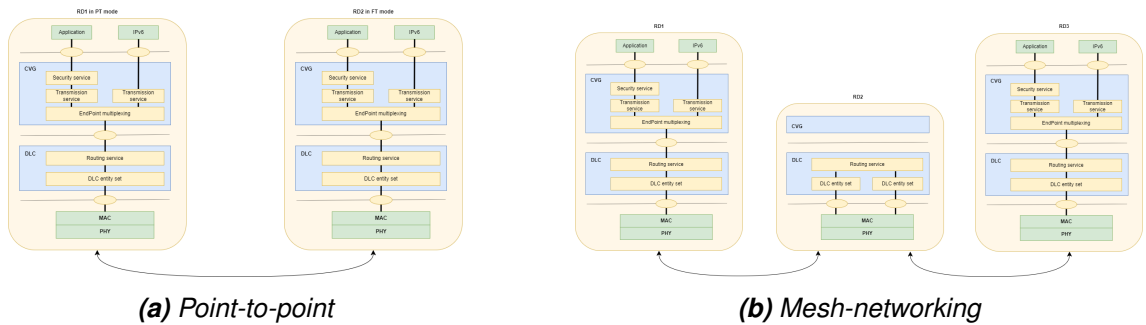 RD1 in PT mode
Application
IPv6
CVG
Security service
Transmission
service
Transmission
service
EndPoint multiplexing
DLC
Routing service
DLC entity set
MAC
PHY
RD2 in FT mode
Application
IPv6
CVG
Security service
Transmission
service
Transmission
service
EndPoint multiplexing
DLC
Routing service
DLC entity set
MAC
PHY
(a) Point-to-point
RD1
Application
IPv6
CVG
Security service
Transmission
service
Transmission
service
EndPoint multiplexing
DLC
Routing service
DLC entity set
MAC
PHY
RD2
CVG
DLC
Routing service
DLC entity set
DLC entity set
MAC
PHY
RD3
Application
IPv6
CVG
Security service
Transmission
service
Transmission
service
EndPoint multiplexing
DLC
Routing service
DLC entity set
MAC
PHY
(b) Mesh-networking